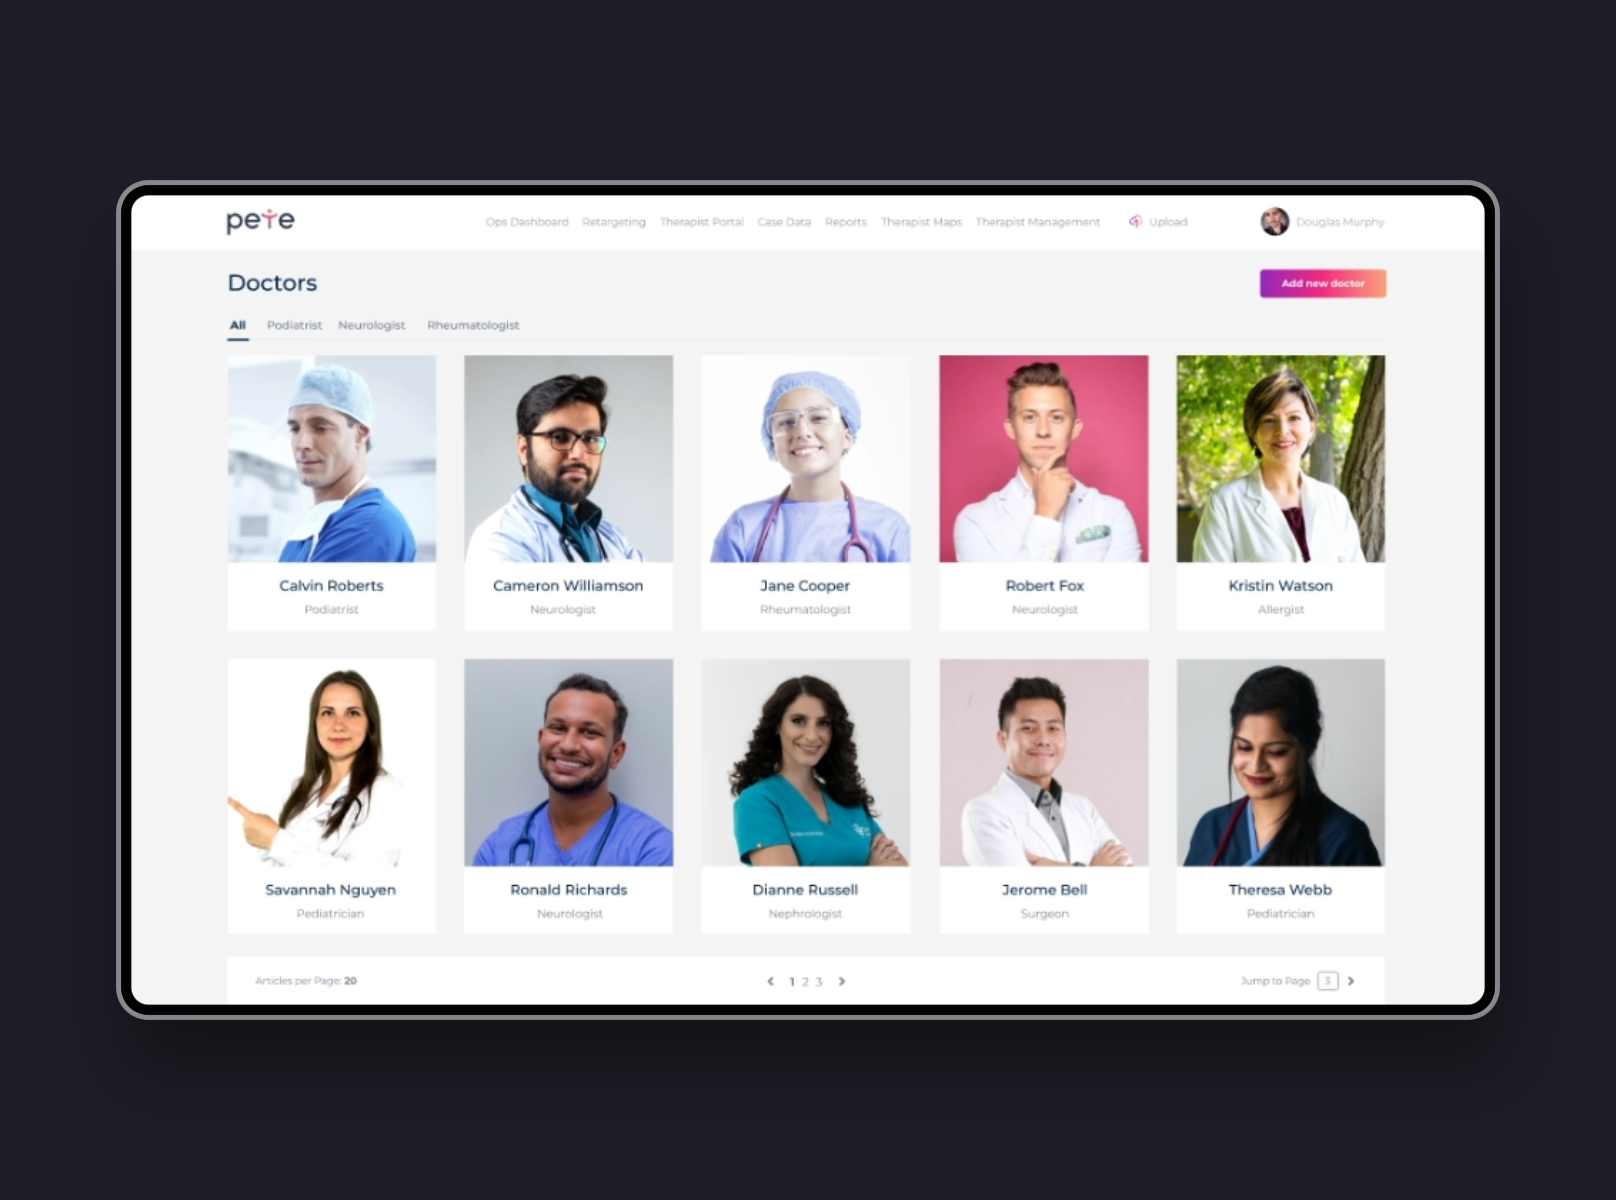 peте
Ops Dashboard Retargeting Therapist Portal Case Data Reports Therapist Maps Therapist Management Upload Douglas Murphy
Doctors
Add new doctor
All Podiatrist Neurologist Rheumatologist
Calvin Roberts
Podiatrist
Cameron Williamson
Neurologist
Jane Cooper
Rheumatologist
Robert Fox
Neurologist
Kristin Watson
Allergist
Savannah Nguyen
Pediatrician
Ronald Richards
Neurologist
Dianne Russell
Nephrologist
Jerome Bell
Surgeon
Theresa Webb
Pediatrician
Articles per Page: 20
1 2 3
Jump to Page 3